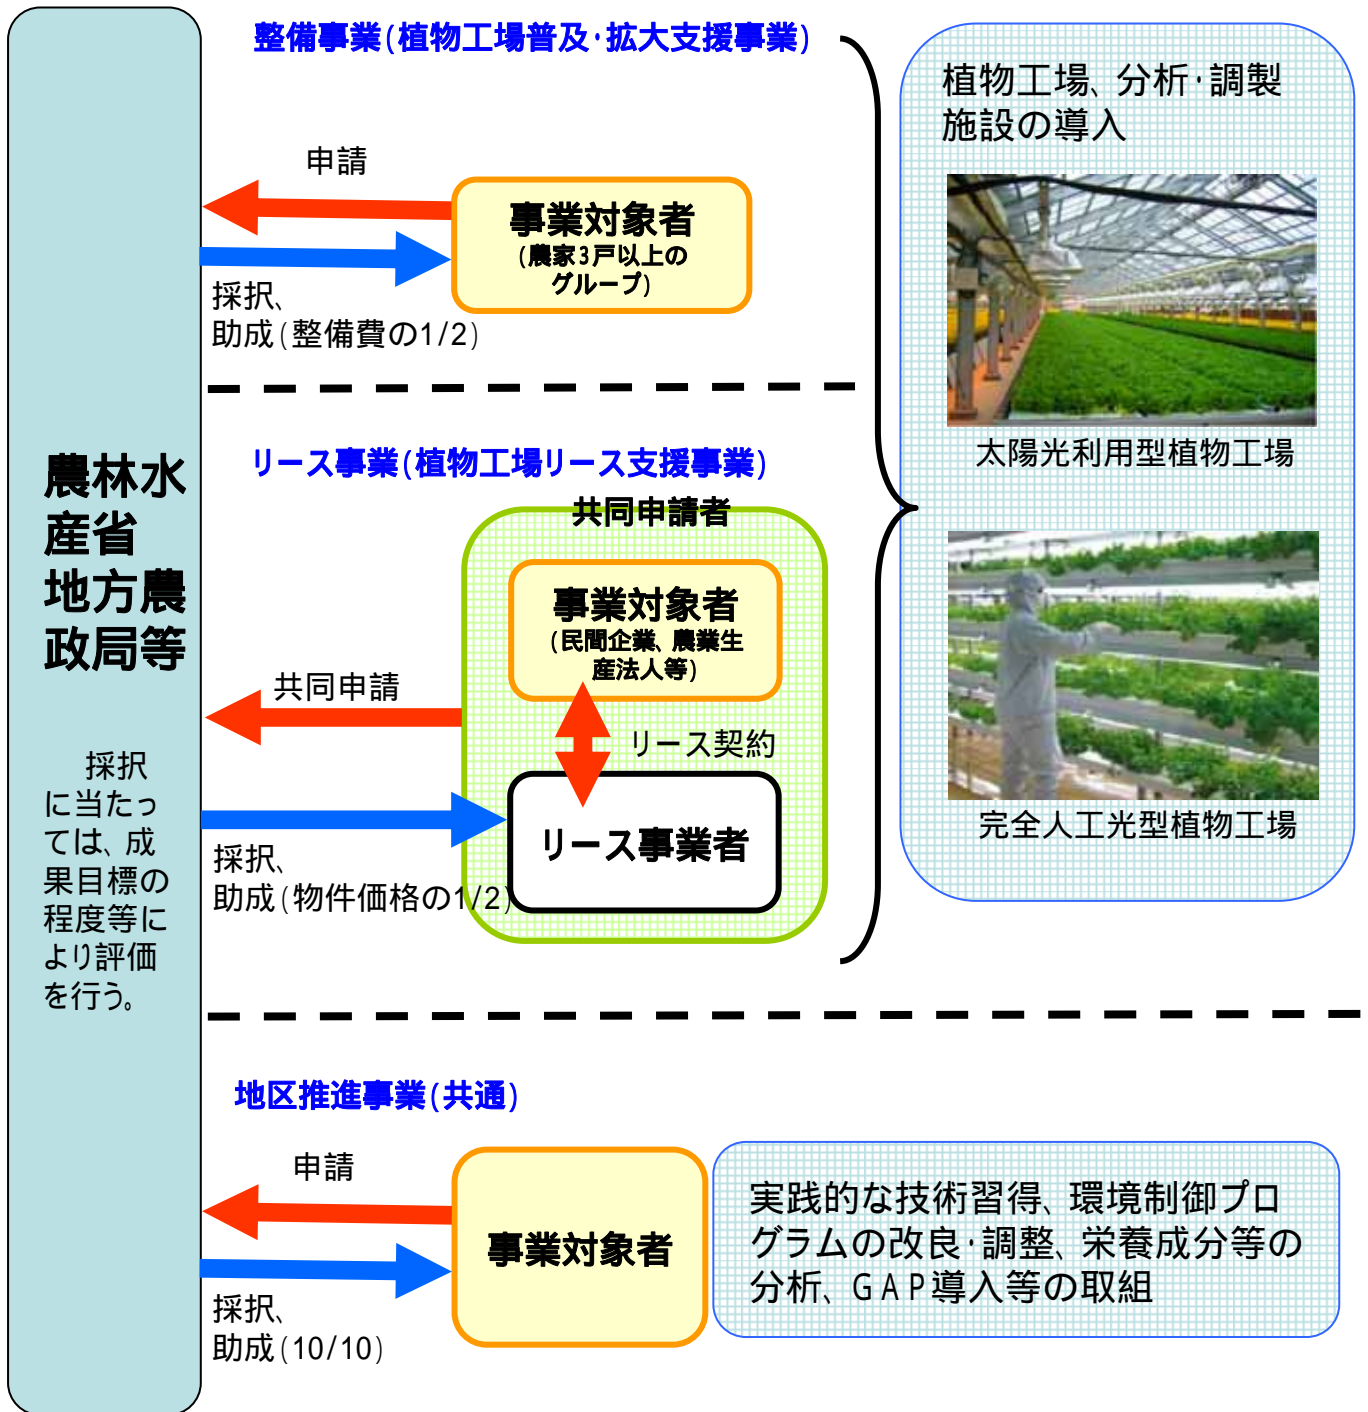 農林水
産省
地方農
政局等
採択
に当たっ
ては、成
果目標の
程度等に
より評価
を行う。
整備事業(植物工場普及・拡大支援事業)
申請
事業対象者
(農家3戸以上の
グループ)
採択、
助成(整備費の1/2)
リース事業(植物工場リース支援事業)
共同申請者
事業対象者
(民間企業、農業生
産法人等)
共同申請
リース契約
リース事業者
採択、
助成(物件価格の1/2)
植物工場、分析・調製
施設の導入
太陽光利用型植物工場
完全人工光型植物工場
地区推進事業(共通)
申請
事業対象者
採択、
助成(10/10)
実践的な技術習得、環境制御プロ
グラムの改良・調整、栄養成分等の
分析、GAP導入等の取組